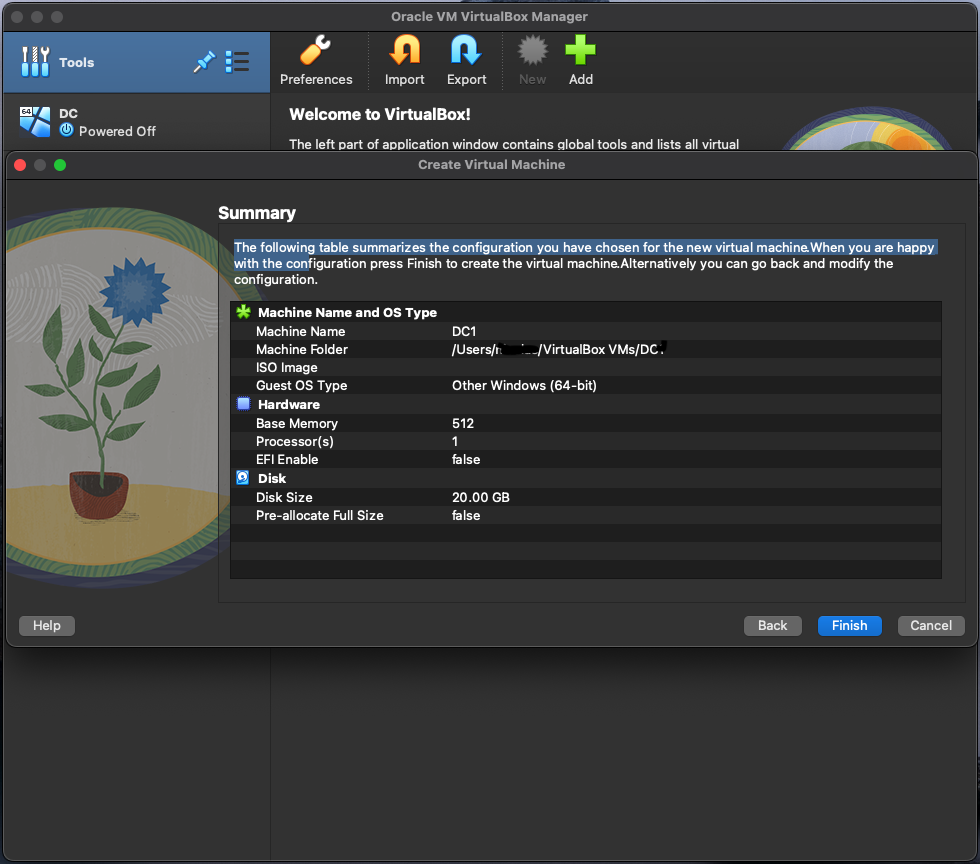 Oracle VM VirtualBox Manager
Tools
Preferences
Import
Export
New
Add
64
DC
Powered Off
Welcome to VirtualBox!
The left part of application window contains global tools and lists all virtual
Create Virtual Machine
Summary
The following table summarizes the configuration you have chosen for the new virtual machine.When you are happy
with the configuration press Finish to create the virtual machine.Alternatively you can go back and modify the
configuration.
Machine Name and OS Type
Machine Name DC1
Machine Folder /Users/ /VirtualBox VMs/DC
ISO Image
Guest OS Type Other Windows (64-bit)
Hardware
Base Memory 512
Processor(s) 1
EFI Enable false
Disk
Disk Size 20.00 GB
Pre-allocate Full Size false
Help
Back
Finish
Cancel